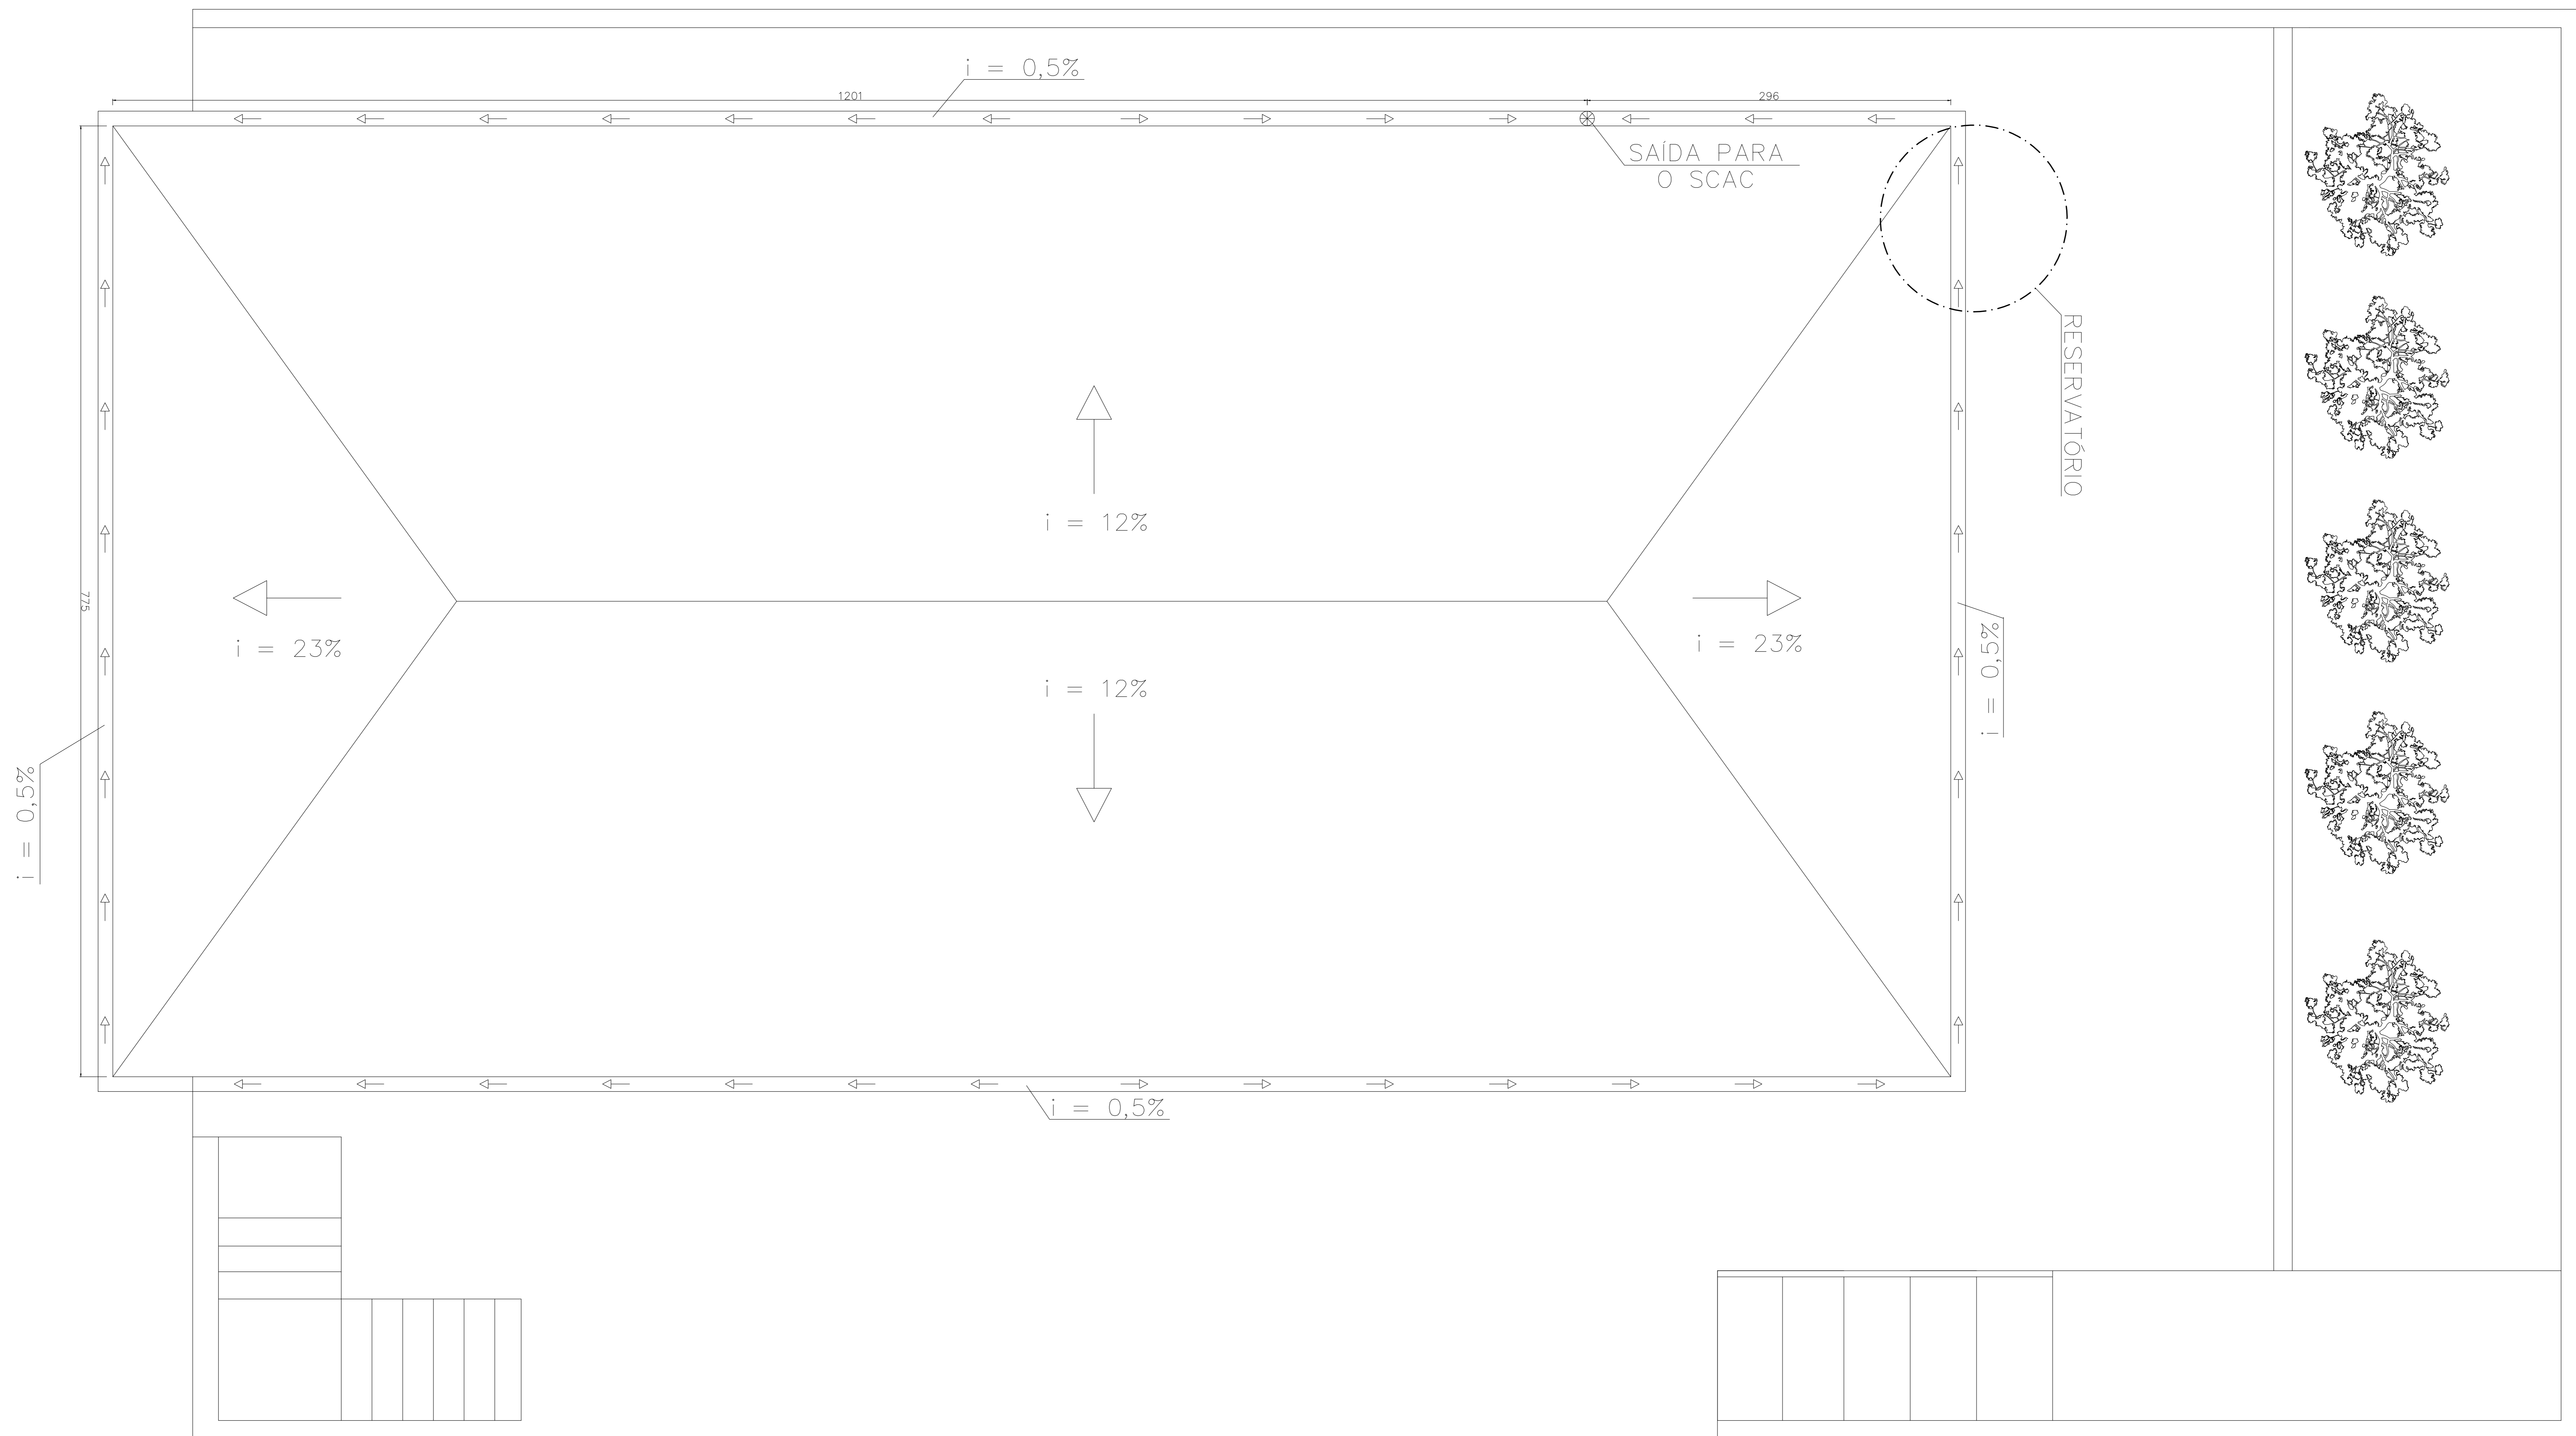 i = 0,5%
1201
296
SAÍDA PARA
O SCAC
RESERVATÓRIO
i = 12%
775
i = 23%
i = 23%
i = 0,5%
i = 12%
i = 0,5%
i = 0,5%